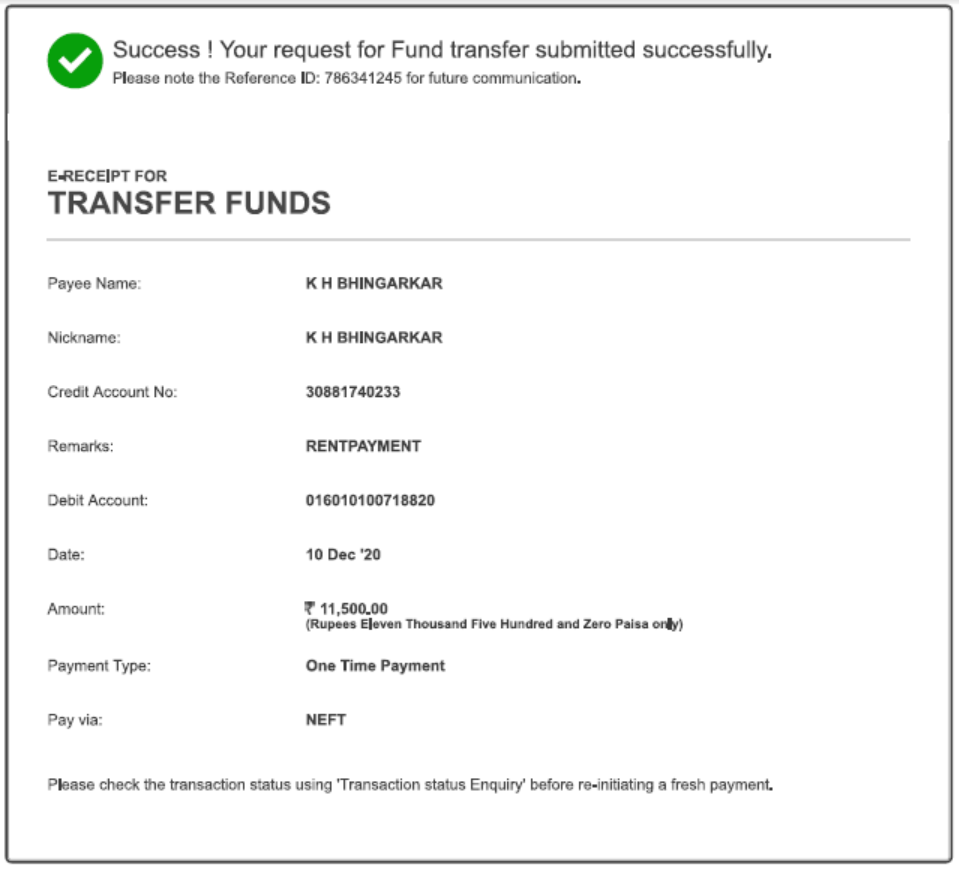 Success ! Your request for Fund transfer submitted successfully.
Please note the Reference ID: 786341245 for future communication.
E-RECEIPT FOR
TRANSFER FUNDS
Payee Name: K H BHINGARKAR
Nickname: K H BHINGARKAR
Credit Account No: 30881740233
Remarks: RENTPAYMENT
Debit Account: 016010100718820
Date: 10 Dec '20
Amount: ₹ 11,500.00
(Rupees Eleven Thousand Five Hundred and Zero Paisa only)
Payment Type: One Time Payment
Pay via: NEFT
Please check the transaction status using 'Transaction status Enquiry' before re-initiating a fresh payment.